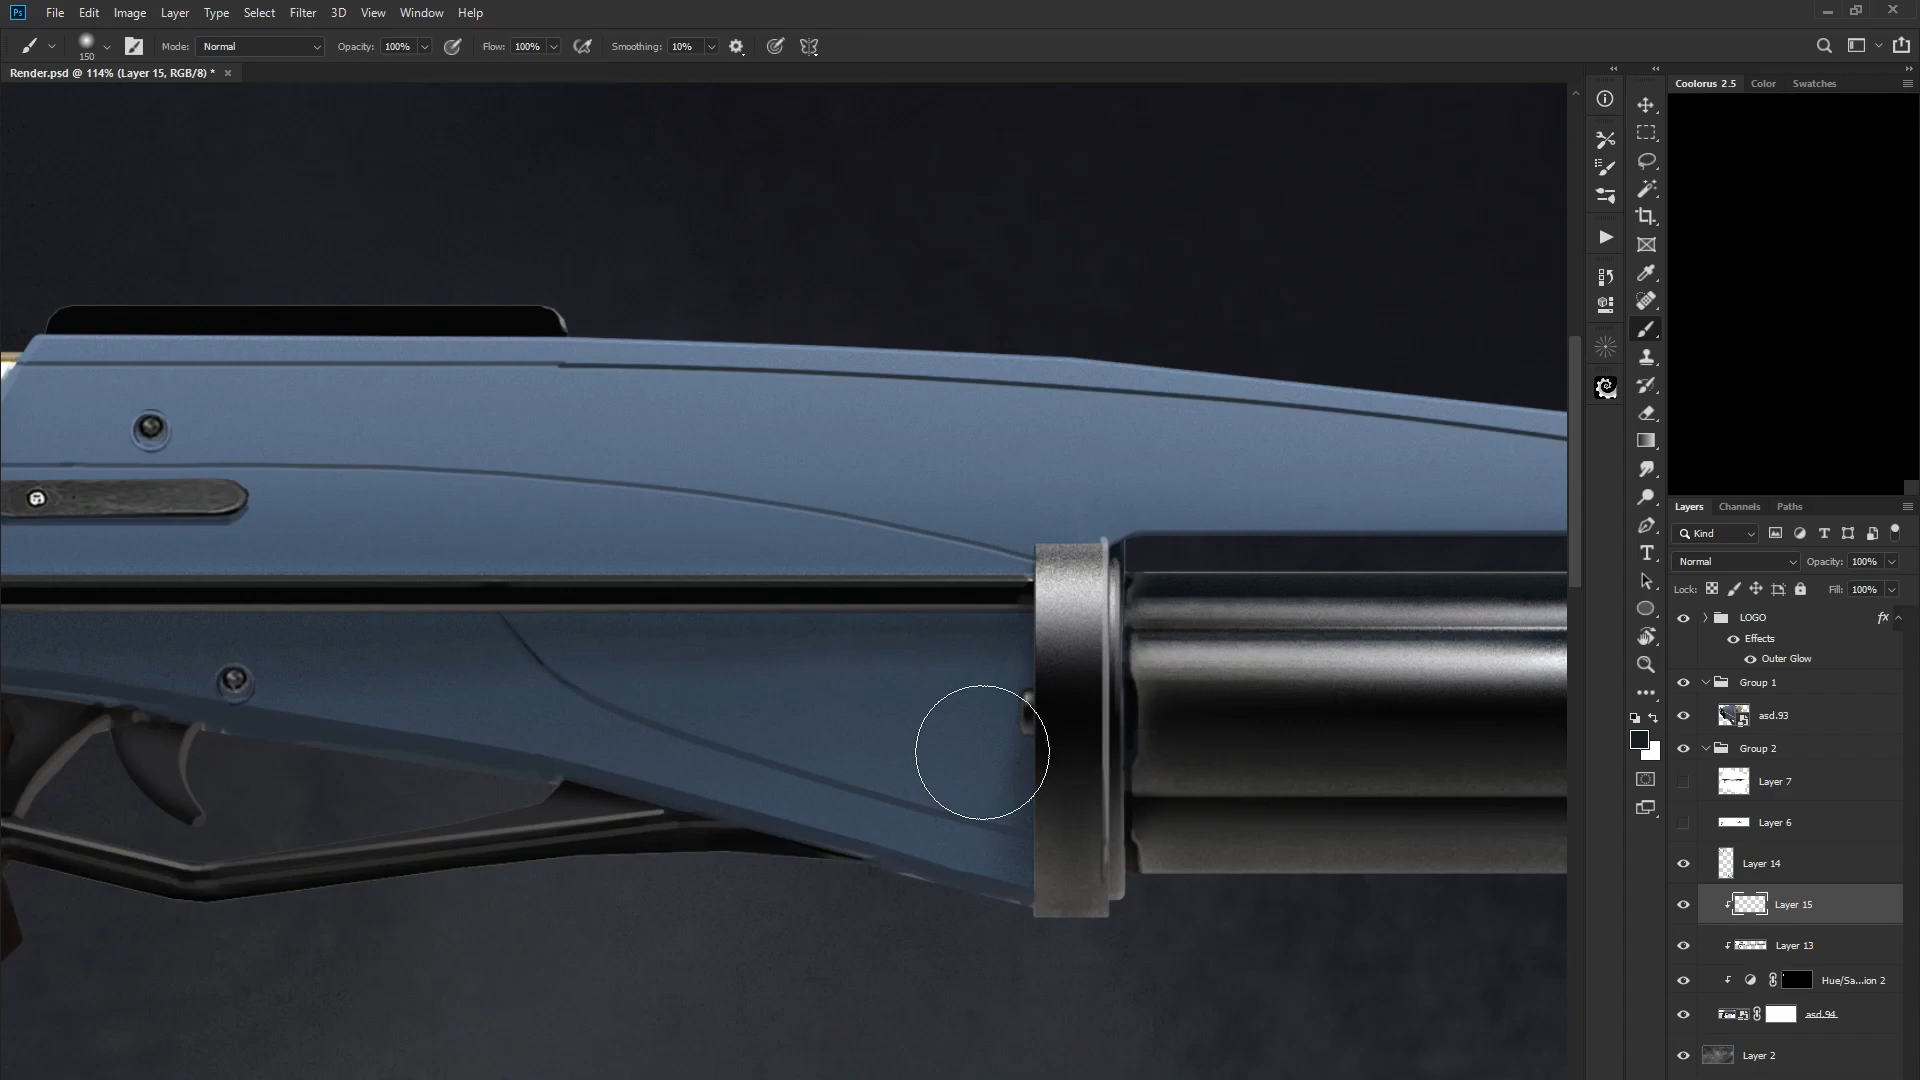 Ps File Edit Image Layer Type Select Filter 3D View Window Help
150 Mode: Normal Opacity: 100% Flow: 100% Smoothing: 10%
Render.psd @ 114% (Layer 15, RGB/8) * ×
Coolorus 2.5 Color Swatches
Layers Channels Paths
Kind
Normal Opacity: 100%
Lock: Fill: 100%
LOGO fx
Effects
Outer Glow
Group 1
asd.93
Group 2
Layer 7
Layer 6
Layer 14
Layer 15
Layer 13
Hue/Sa...ion 2
asd.94
Layer 2